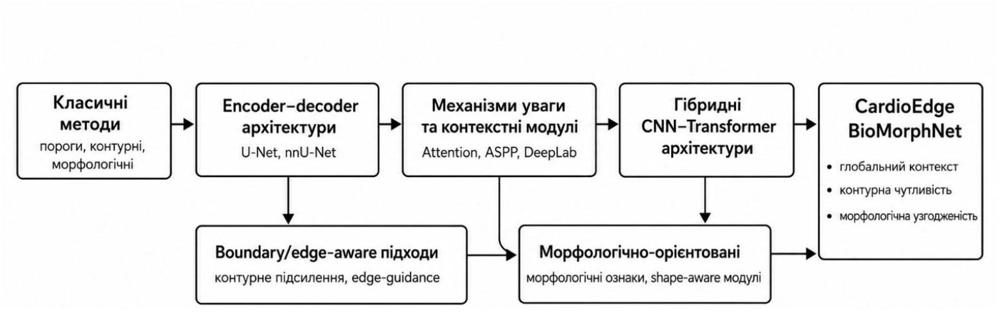 Класичні
методи
пороги, контурні,
морфологічні
Encoder–decoder
архітектури
U-Net, nnU-Net
Механізми уваги
та контекстні модулі
Attention, ASPP, DeepLab
Гібридні
CNN–Transformer
архітектури
CardioEdge
BioMorphNet
• глобальний контекст
• контурна чутливість
• морфологічна узгодженість
Boundary/edge-aware підходи
контурне підсилення, edge-guidance
Морфологічно-орієнтовані
морфологічні ознаки, shape-aware модулі